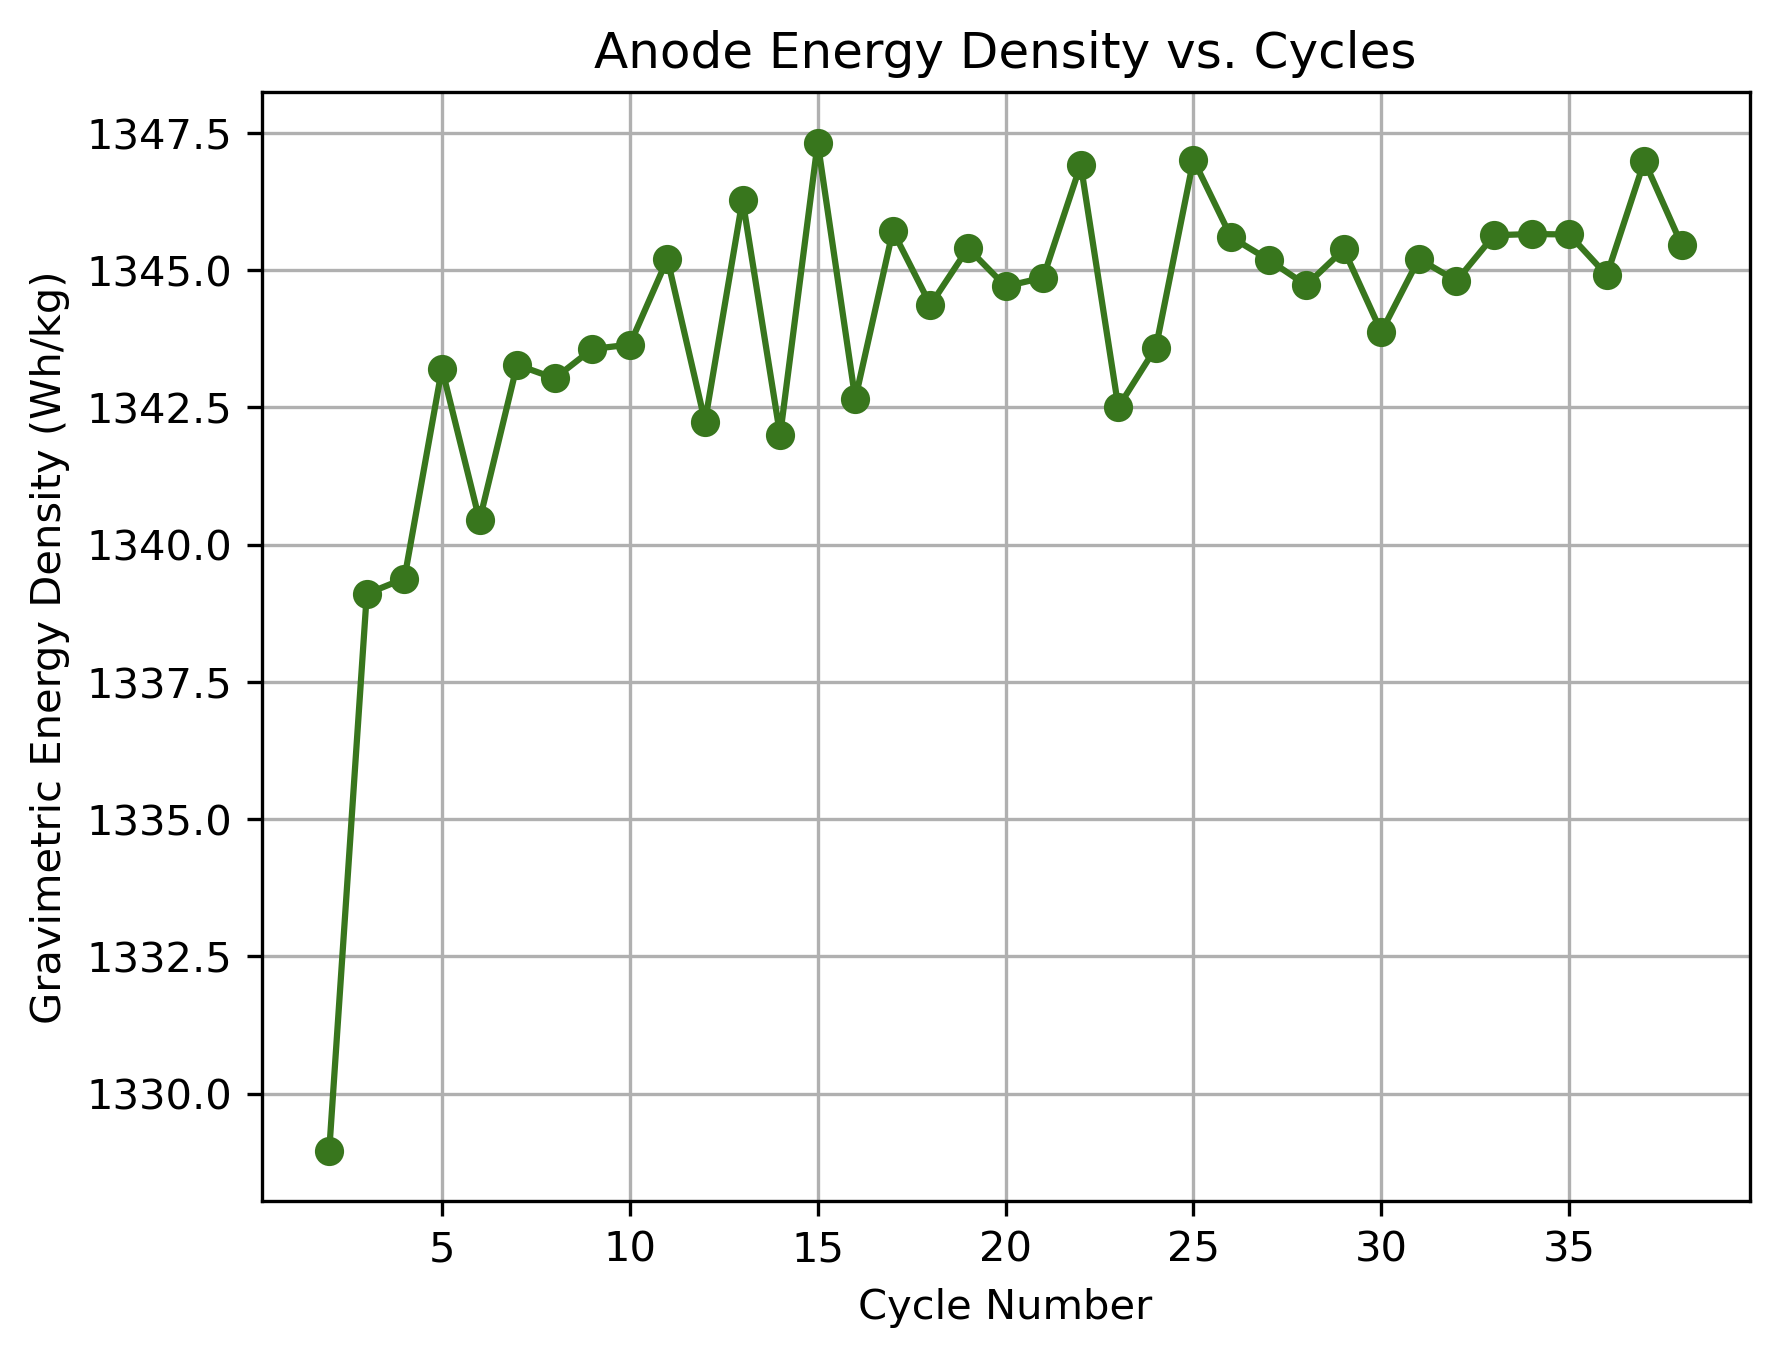 Anode Energy Density vs. Cycles
Gravimetric Energy Density (Wh/kg)
1347.5
1345.0
1342.5
1340.0
1337.5
1335.0
1332.5
1330.0
5 10 15 20 25 30 35
Cycle Number